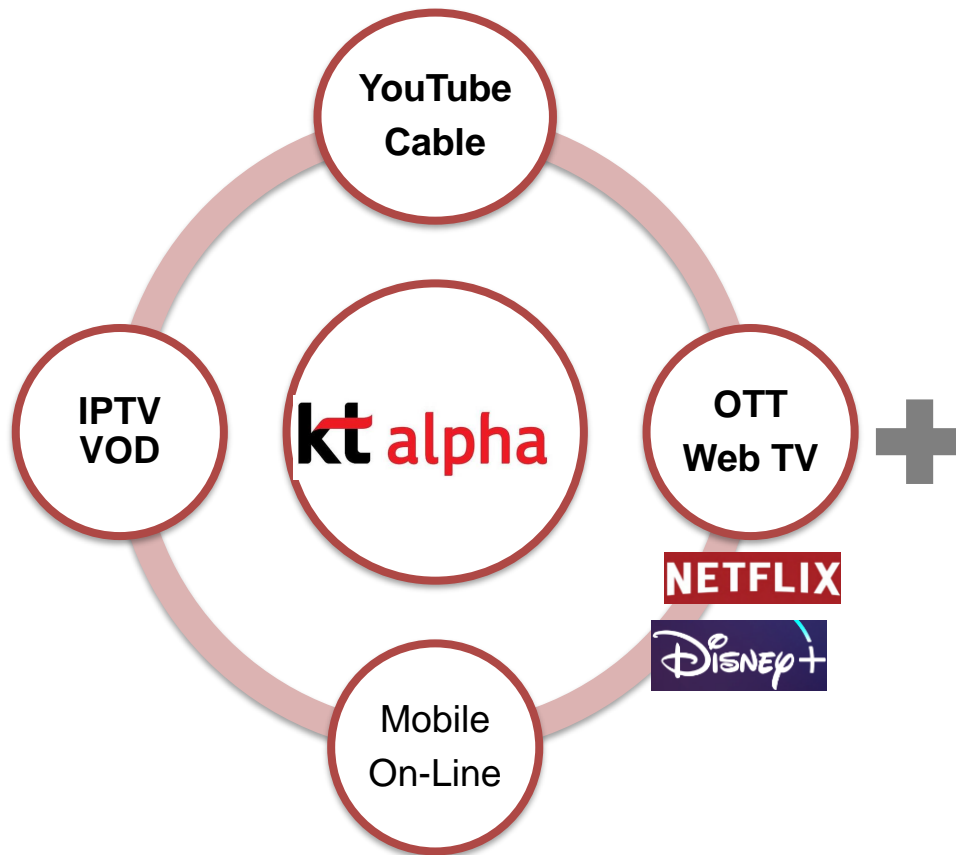 YouTube
Cable
IPTV
VOD
kt alpha
OTT
Web TV
NETFLIX
Disney+
Mobile
On-Line